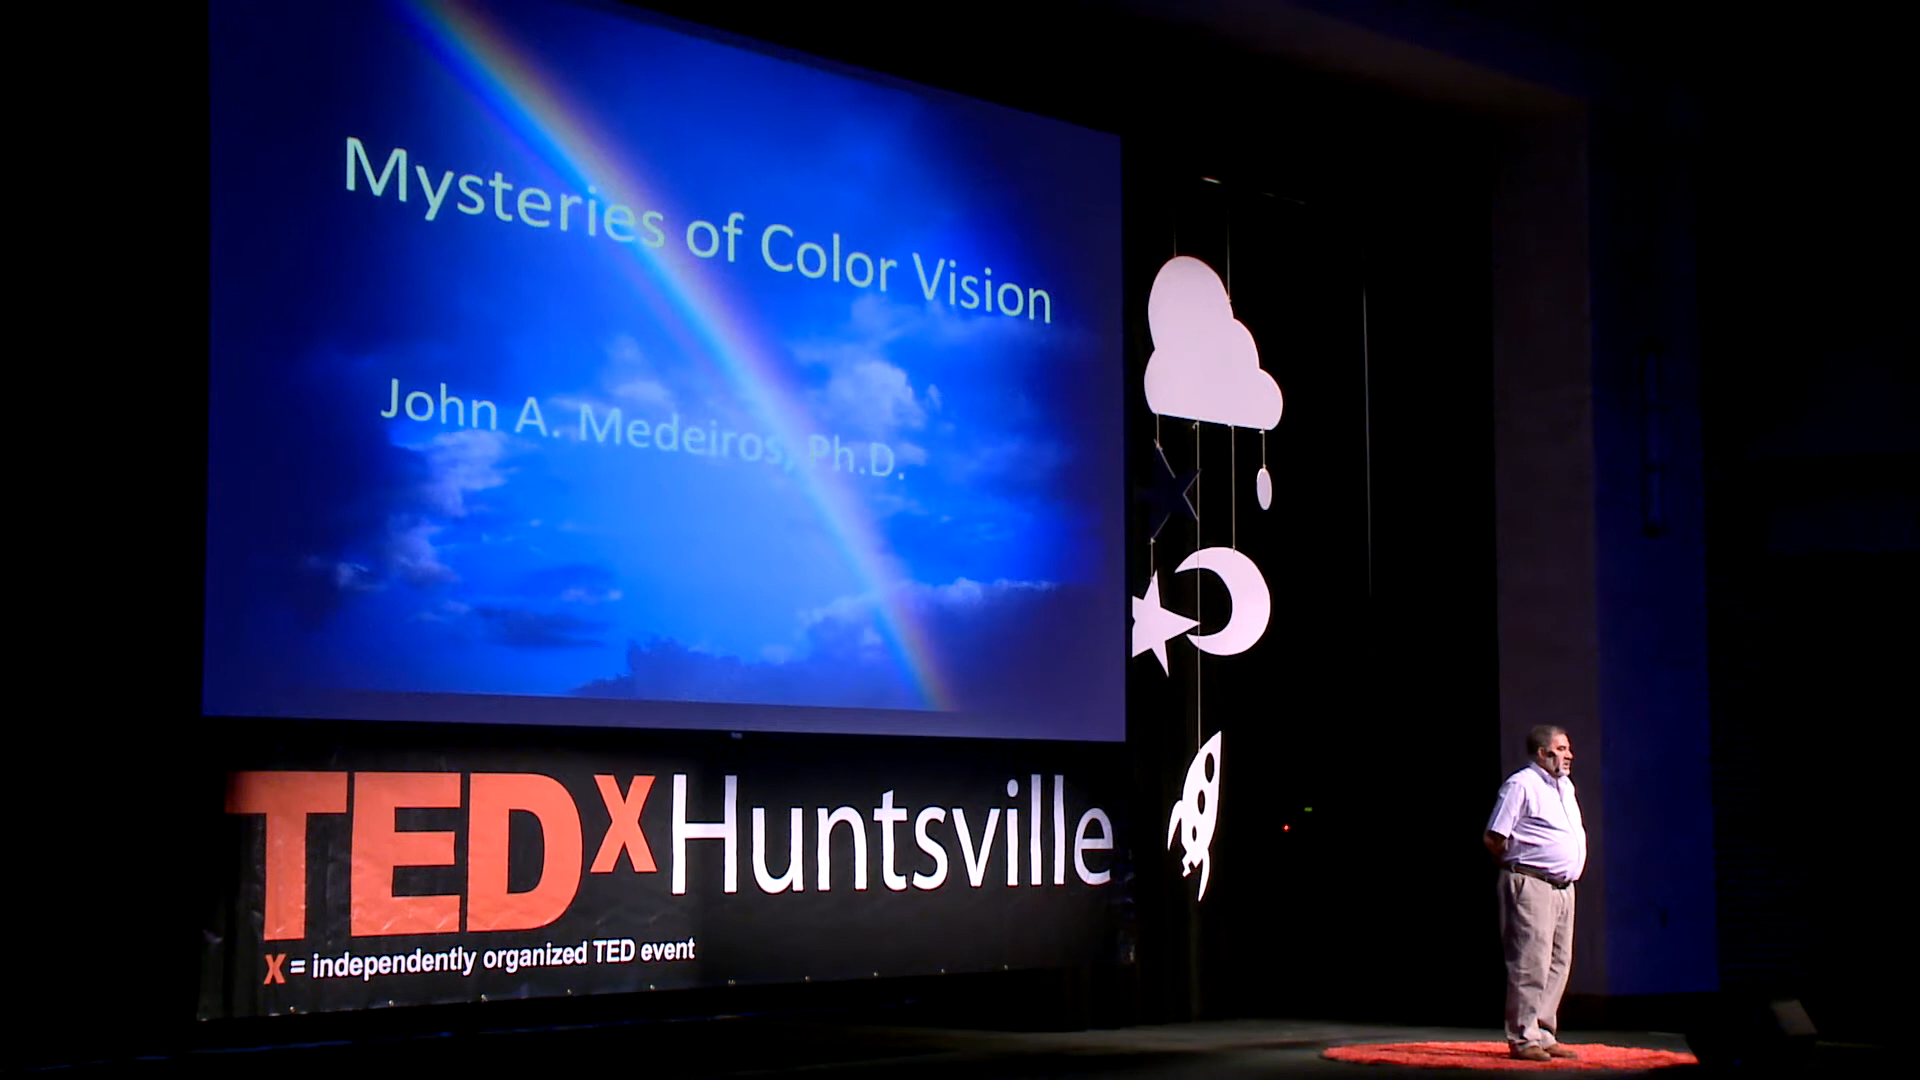 Mysteries of Color Vision
John A. Medeiros, Ph.D.
TEDxHuntsville
x = independently organized TED event